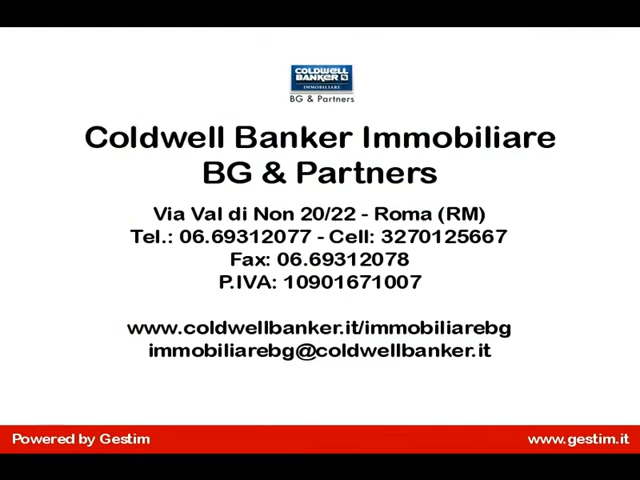 COLDWELL
BANKER
IMMOBILIARE
BG & Partners
Coldwell Banker Immobiliare
BG & Partners
Via Val di Non 20/22 - Roma (RM)
Tel.: 06.69312077 - Cell: 3270125667
Fax: 06.69312078
P.IVA: 10901671007
www.coldwellbanker.it/immobiliarebg
immobiliarebg@coldwellbanker.it
Powered by Gestim www.gestim.it